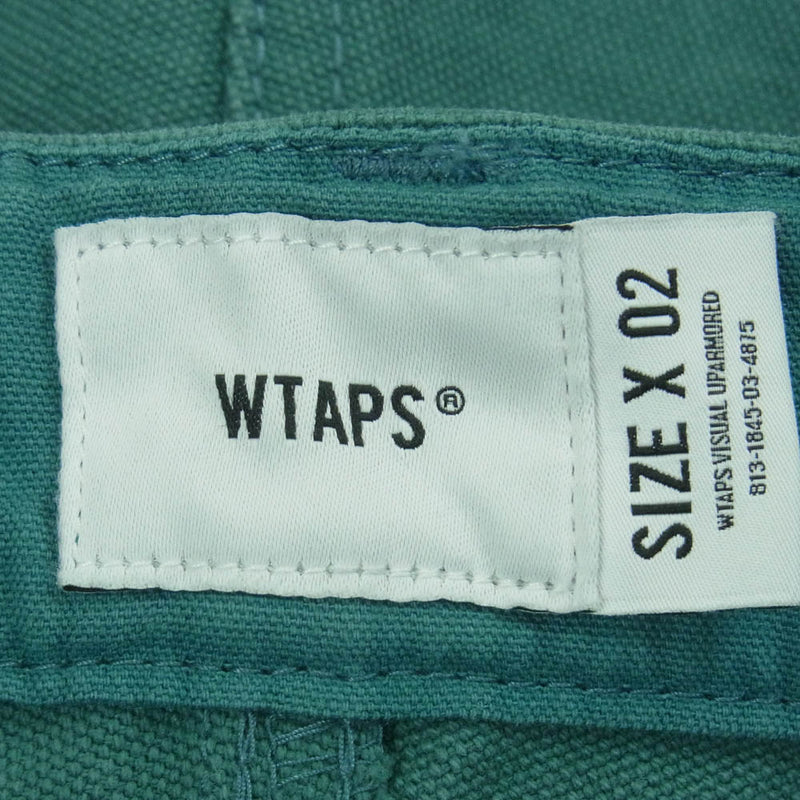 WTAPS®
SIZE X 02
WTAPS VISUAL UPARMORED
813-1845-03-4875